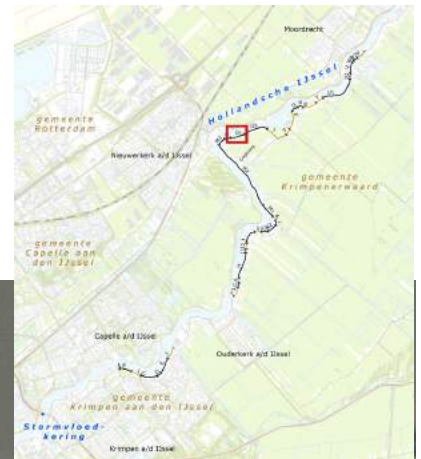 Moordrecht
Hollandsche IJssel
gemeente
Rotterdam
Nieuwerkerk a/d IJssel
gemeente
Krimpenerwaard
gemeente
Capelle aan
den IJssel
Capelle a/d IJssel
Ouderkerk a/d IJssel
gemeente
Krimpen aan den IJssel
Stormvloed-
kering
Krimpen a/d IJssel